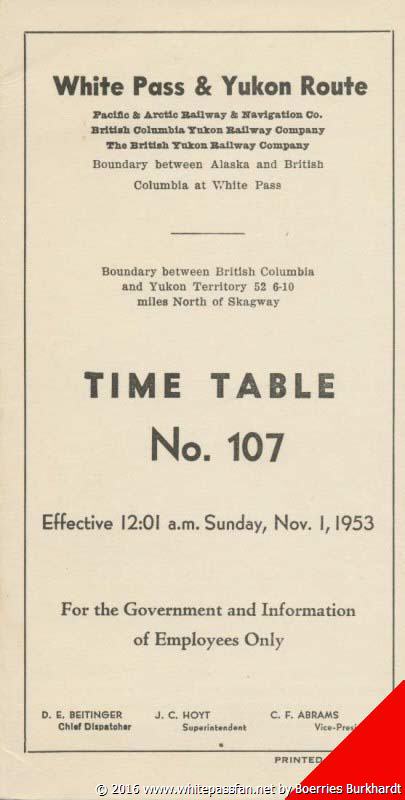 White Pass & Yukon Route
Pacific & Arctic Railway & Navigation Co.
British Columbia Yukon Railway Company
The British Yukon Railway Company
Boundary between Alaska and British
Columbia at White Pass
Boundary between British Columbia
and Yukon Territory 52 6-10
miles North of Skagway
TIME TABLE
No. 107
Effective 12:01 a.m. Sunday, Nov. 1, 1953
For the Government and Information
of Employees Only
D. E. BEITINGER J. C. HOYT C. F. ABRAMS
Chief Dispatcher Superintendent
PRINTED
© 2016 www.whitepassfan.net by Boerries Burkhardt